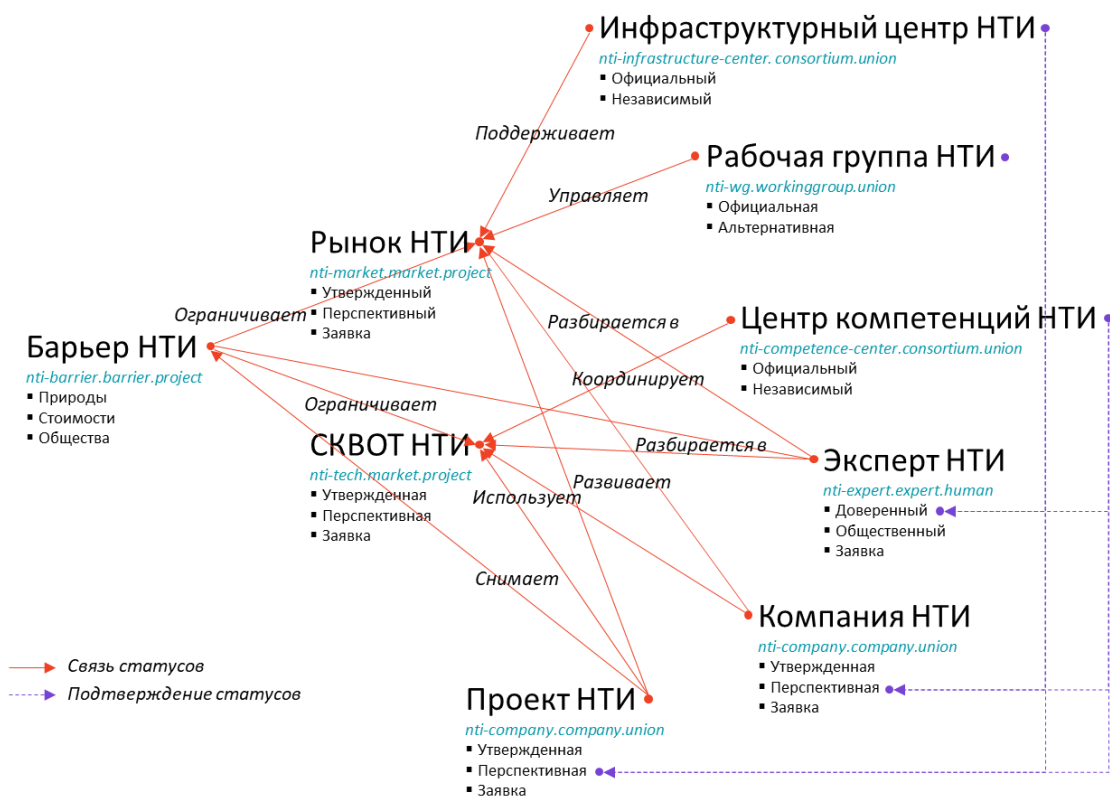 Инфраструктурный центр НТИ
nti-infrastructure-center. consortium.union
▪ Официальный
▪ Независимый
Поддерживает
Рабочая группа НТИ
nti-wg.workinggroup.union
▪ Официальная
▪ Альтернативная
Управляет
Рынок НТИ
nti-market.market.project
▪ Утвержденный
▪ Перспективный
▪ Заявка
Ограничивает
Разбирается в
Центр компетенций НТИ
nti-competence-center.consortium.union
▪ Официальный
▪ Независимый
Барьер НТИ
nti-barrier.barrier.project
▪ Природы
▪ Стоимости
▪ Общества
Координирует
Ограничивает
СКВОТ НТИ
nti-tech.market.project
▪ Утвержденная
▪ Перспективная
▪ Заявка
Разбирается в
Использует
Развивает
Эксперт НТИ
nti-expert.expert.human
▪ Доверенный
▪ Общественный
▪ Заявка
Снимает
Компания НТИ
nti-company.company.union
▪ Утвержденная
▪ Перспективная
▪ Заявка
Связь статусов
Подтверждение статусов
Проект НТИ
nti-company.company.union
▪ Утвержденная
▪ Перспективная
▪ Заявка